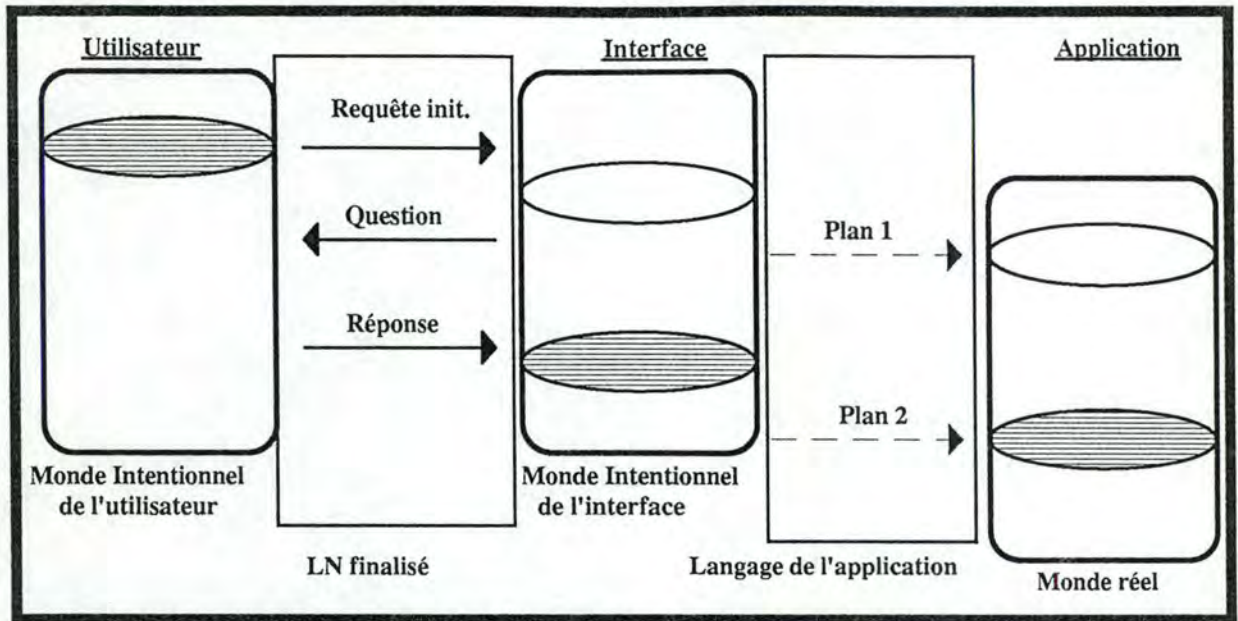 Utilisateur
Interface
Application
Requête init.
Question
Plan 1
Réponse
Plan 2
Monde Intentionnel
de l'utilisateur
Monde Intentionnel
de l'interface
LN finalisé
Langage de l'application
Monde réel